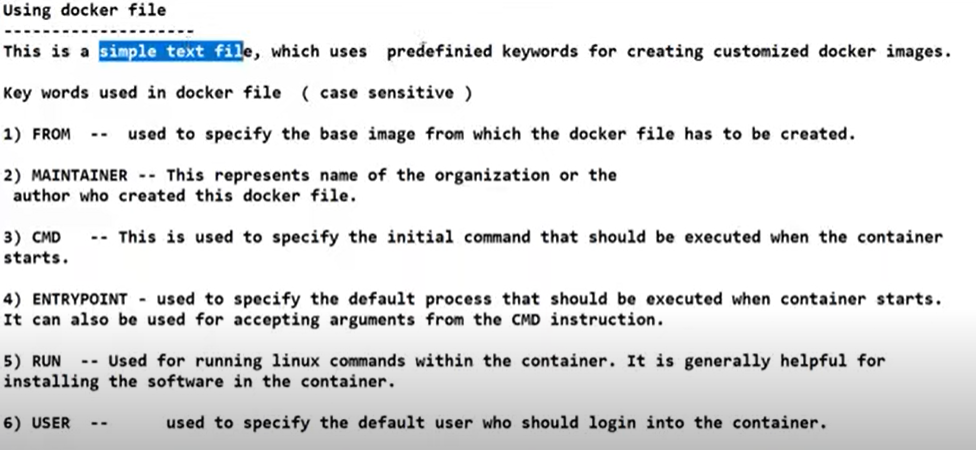 Using docker file
--------------------
This is a simple text file, which uses  predefinied keywords for creating customized docker images.
Key words used in docker file  ( case sensitive )
1) FROM  --  used to specify the base image from which the docker file has to be created.
2) MAINTAINER -- This represents name of the organization or the
author who created this docker file.
3) CMD   -- This is used to specify the initial command that should be executed when the container
starts.
4) ENTRYPOINT - used to specify the default process that should be executed when container starts.
It can also be used for accepting arguments from the CMD instruction.
5) RUN  -- Used for running linux commands within the container. It is generally helpful for
installing the software in the container.
6) USER  --      used to specify the default user who should login into the container.